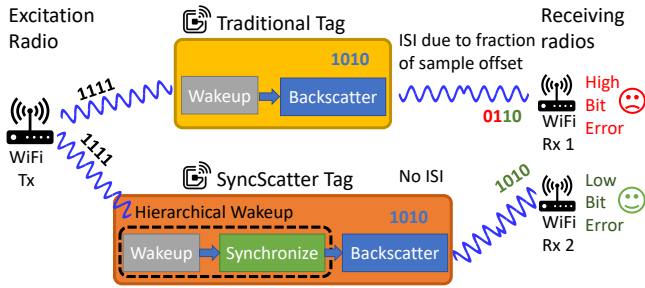 Excitation
Radio
Traditional Tag
1010
Wakeup
Backscatter
1111
1111
WiFi
Tx
ISI due to fraction
of sample offset
0110
Receiving
radios
High
Bit
Error
WiFi
Rx 1
SyncScatter Tag
No ISI
Hierarchical Wakeup
1010
Wakeup
Synchronize
Backscatter
1010
Low
Bit
Error
WiFi
Rx 2